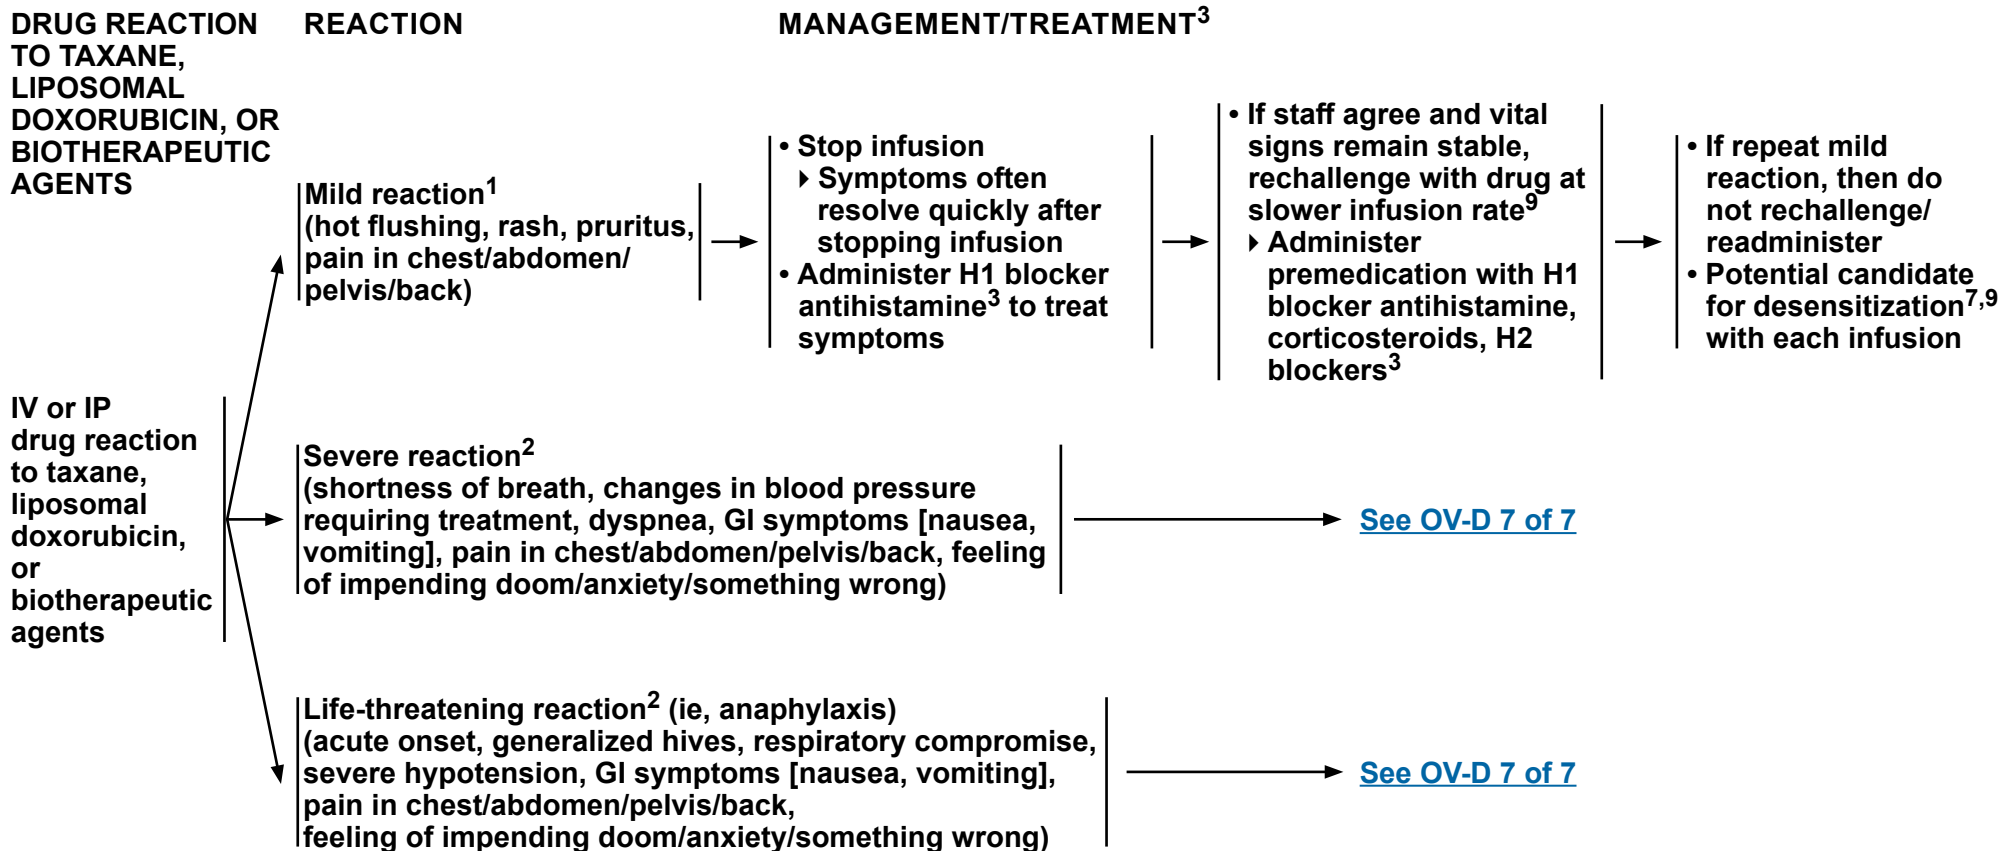 DRUG REACTION
TO TAXANE,
LIPOSOMAL
DOXORUBICIN, OR
BIOTHERAPEUTIC
AGENTS
REACTION
MANAGEMENT/TREATMENT3
IV or IP
drug reaction
to taxane,
liposomal
doxorubicin,
or
biotherapeutic
agents
Mild reaction1
(hot flushing, rash, pruritus,
pain in chest/abdomen/
pelvis/back)
• Stop infusion
▸ Symptoms often
resolve quickly after
stopping infusion
• Administer H1 blocker
antihistamine3 to treat
symptoms
• If staff agree and vital
signs remain stable,
rechallenge with drug at
slower infusion rate9
▸ Administer
premedication with H1
blocker antihistamine,
corticosteroids, H2
blockers3
• If repeat mild
reaction, then do
not rechallenge/
readminister
• Potential candidate
for desensitization7,9
with each infusion
Severe reaction2
(shortness of breath, changes in blood pressure
requiring treatment, dyspnea, GI symptoms [nausea,
vomiting], pain in chest/abdomen/pelvis/back, feeling
of impending doom/anxiety/something wrong)
See OV-D 7 of 7
Life-threatening reaction2 (ie, anaphylaxis)
(acute onset, generalized hives, respiratory compromise,
severe hypotension, GI symptoms [nausea, vomiting],
pain in chest/abdomen/pelvis/back,
feeling of impending doom/anxiety/something wrong)
See OV-D 7 of 7